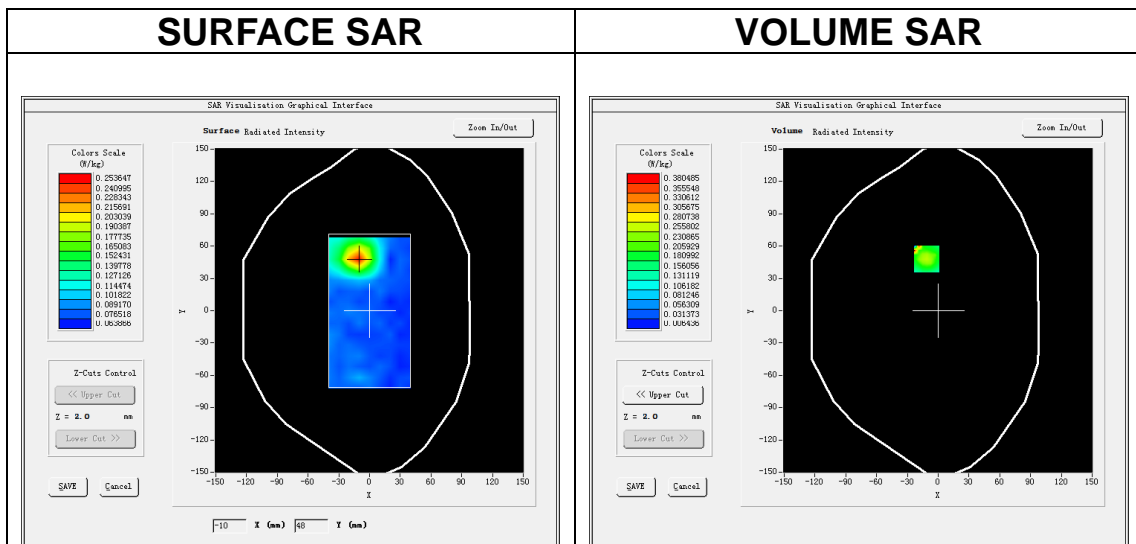 SURFACE SAR
VOLUME SAR
SAR Visualisation Graphical Interface
Surface Radiated Intensity
Zoom In/Out
Colors Scale
(W/kg)
0.253647
0.240995
0.228343
0.215691
0.203039
0.190387
0.177735
0.165083
0.152431
0.139778
0.127126
0.114474
0.101822
0.089170
0.076518
0.063866
Z-Cuts Control
<< Upper Cut
Z = 2.0 mm
Lower Cut >>
SAVE
Cancel
Y
150
120
90
60
30
0
-30
-60
-90
-120
-150
-150 -120 -90 -60 -30 0 30 60 90 120 150
X
-10 X (mm) 48 Y (mm)
SAR Visualisation Graphical Interface
Volume Radiated Intensity
Zoom In/Out
Colors Scale
(W/kg)
0.380485
0.355548
0.330612
0.305675
0.280738
0.255802
0.230865
0.205929
0.180992
0.156056
0.131119
0.106182
0.081246
0.056309
0.031373
0.006436
Z-Cuts Control
<< Upper Cut
Z = 2.0 mm
Lower Cut >>
SAVE
Cancel
Y
150
120
90
60
30
0
-30
-60
-90
-120
-150
-150 -120 -90 -60 -30 0 30 60 90 120 150
X